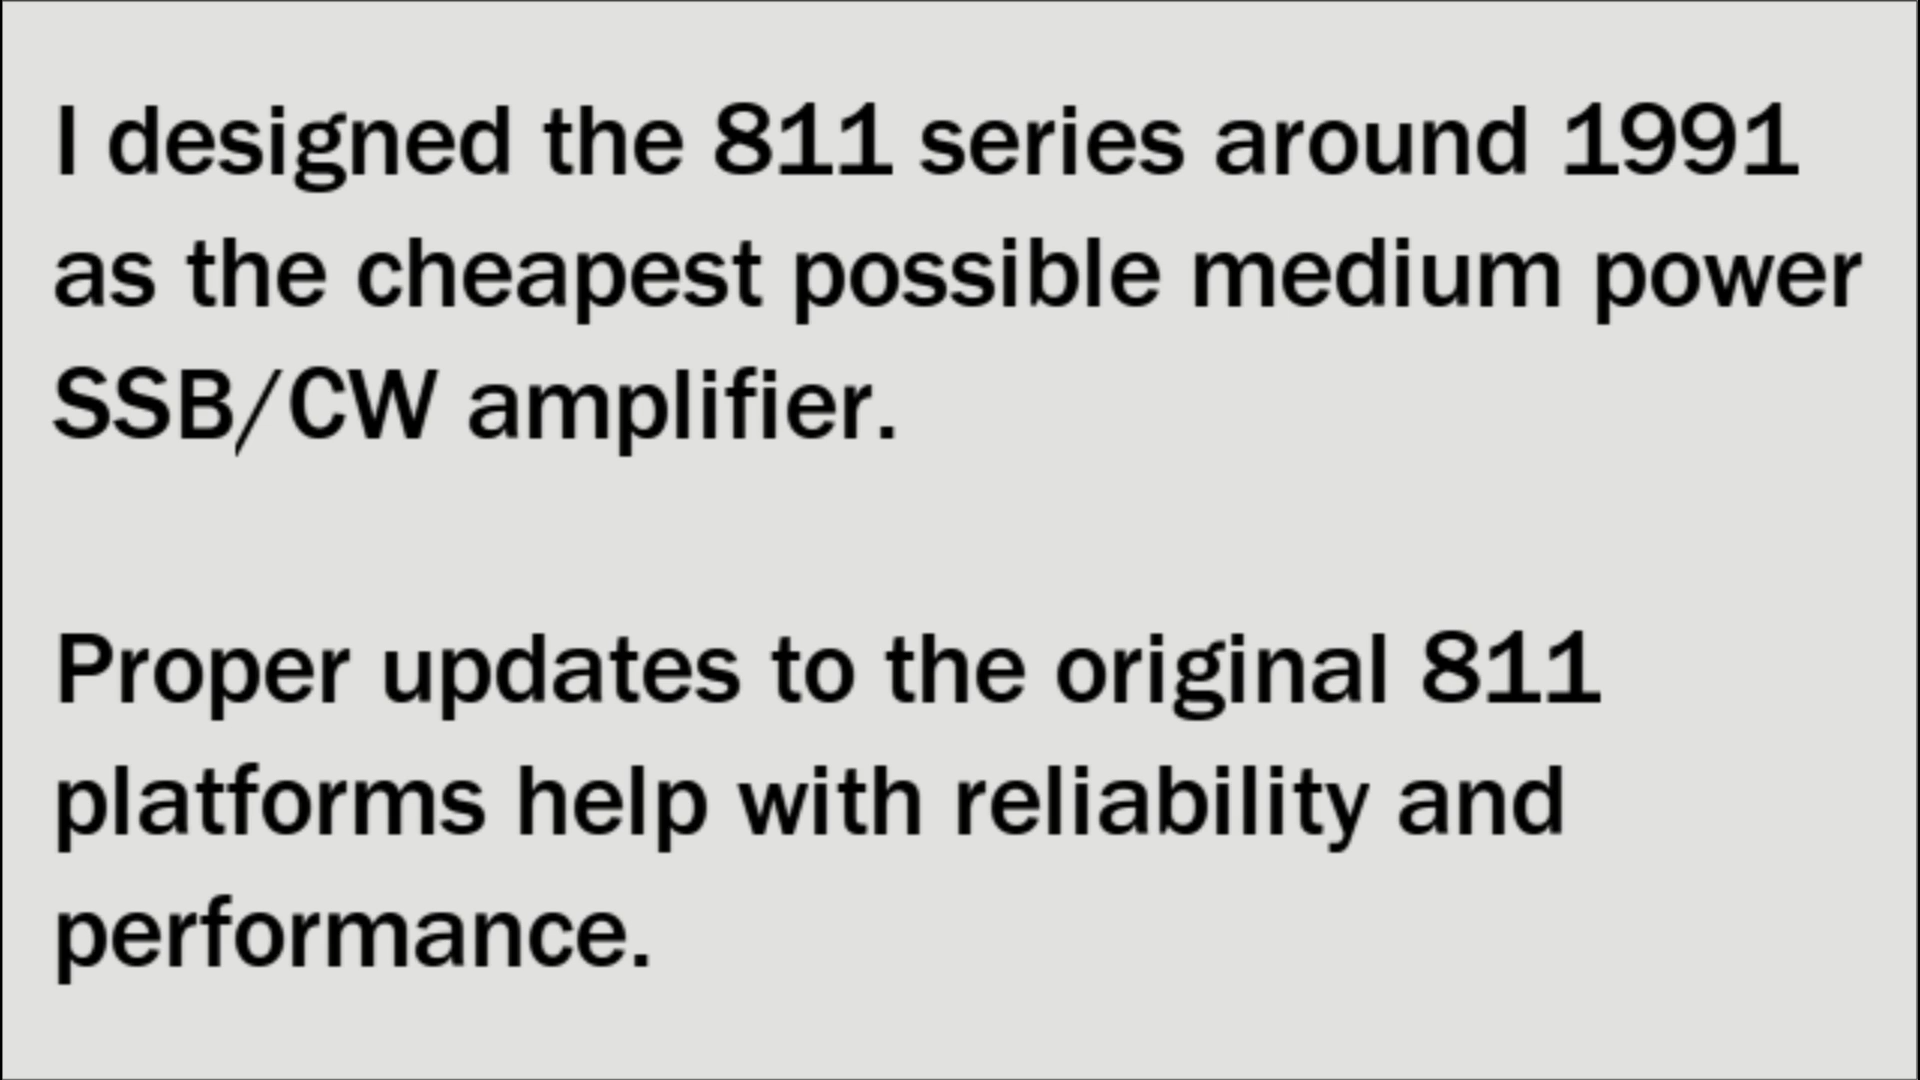 I designed the 811 series around 1991
as the cheapest possible medium power
SSB/CW amplifier.
Proper updates to the original 811
platforms help with reliability and
performance.